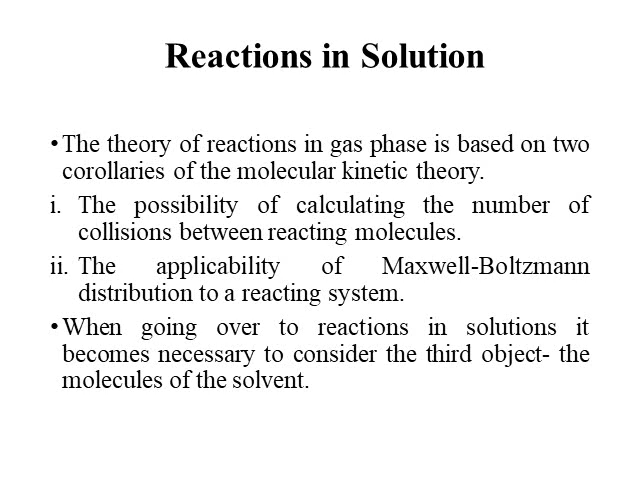 Reactions in Solution
•The theory of reactions in gas phase is based on two
corollaries of the molecular kinetic theory.
i. The possibility of calculating the number of
collisions between reacting molecules.
ii. The applicability of Maxwell-Boltzmann
distribution to a reacting system.
•When going over to reactions in solutions it
becomes necessary to consider the third object- the
molecules of the solvent.